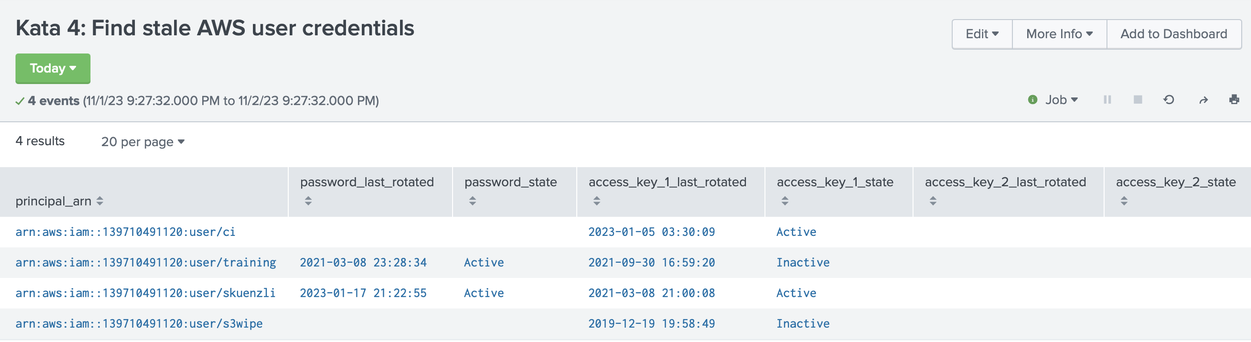 Kata 4: Find stale AWS user credentials
Edit More Info Add to Dashboard
Today
4 events (11/1/23 9:27:32.000 PM to 11/2/23 9:27:32.000 PM)
Job
4 results 20 per page
principal_arn password_last_rotated password_state access_key_1_last_rotated access_key_1_state access_key_2_last_rotated access_key_2_state
arn:aws:iam::139710491120:user/ci 2023-01-05 03:30:09 Active
arn:aws:iam::139710491120:user/training 2021-03-08 23:28:34 Active 2021-09-30 16:59:20 Inactive
arn:aws:iam::139710491120:user/skuenzli 2023-01-17 21:22:55 Active 2021-03-08 21:00:08 Active
arn:aws:iam::139710491120:user/s3wipe 2019-12-19 19:58:49 Inactive